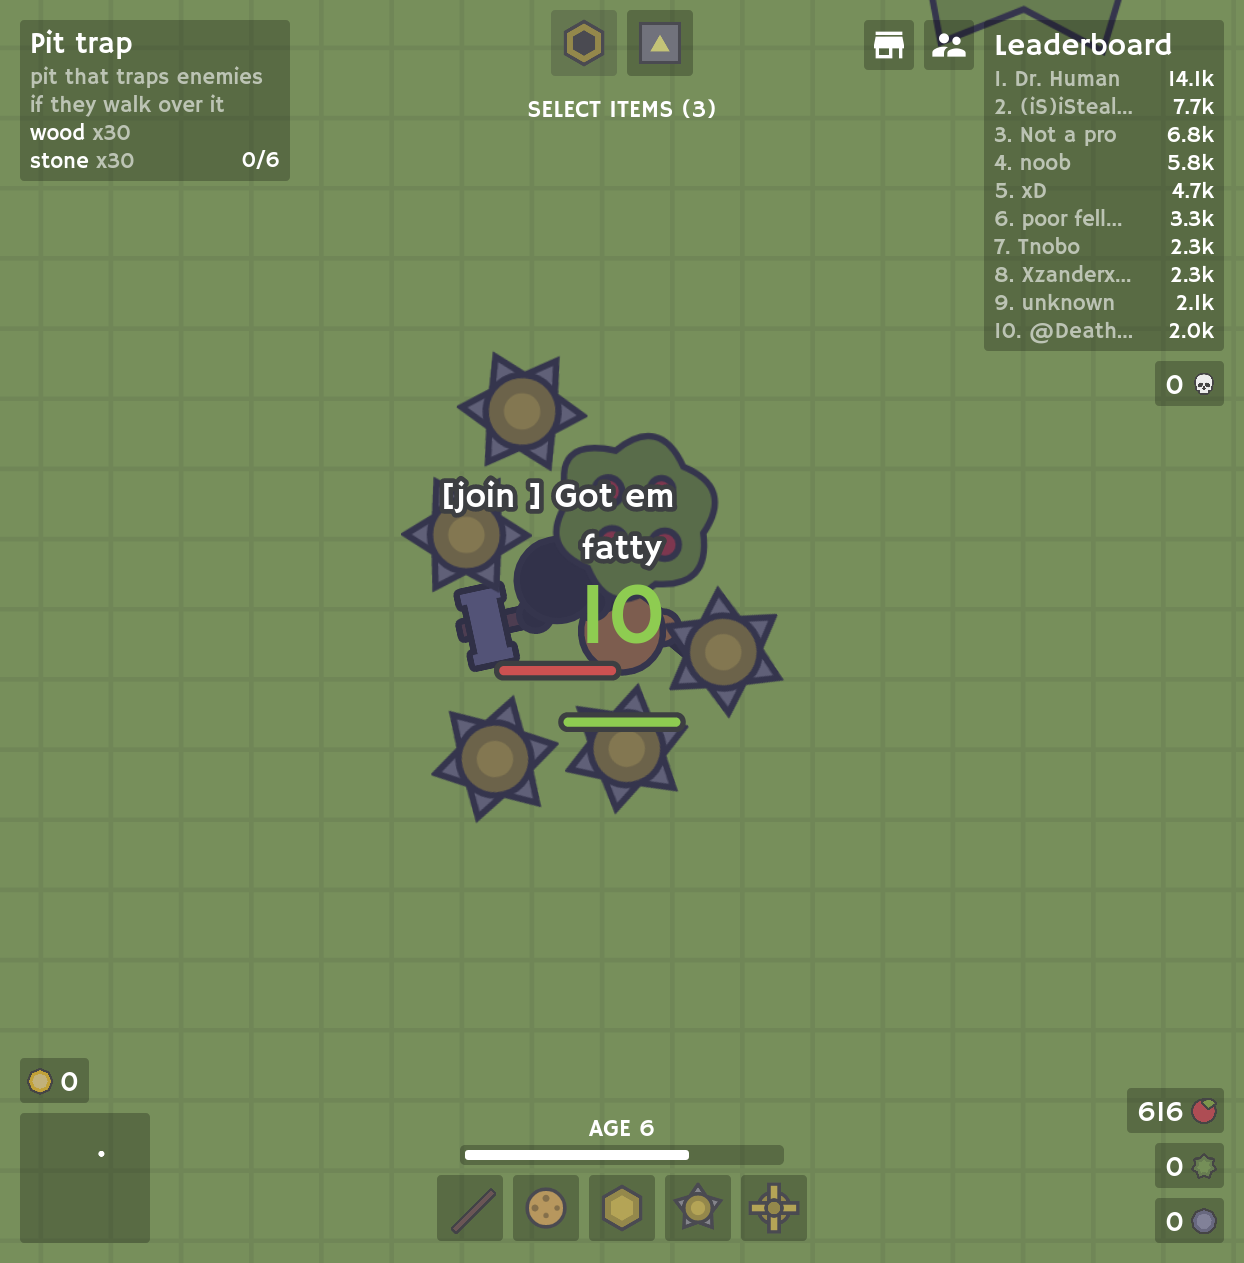 Pit trap
pit that traps enemies
if they walk over it
wood x30
stone x30 0/6
SELECT ITEMS (3)
Leaderboard
1. Dr. Human 14.1k
2. (iS)iSteal... 7.7k
3. Not a pro 6.8k
4. noob 5.8k
5. xD 4.7k
6. poor fell... 3.3k
7. Tnobo 2.3k
8. Xzanderx... 2.3k
9. unknown 2.1k
10. @Death... 2.0k
0
[join ] Got em
fatty
10
0
AGE 6
616
0
0